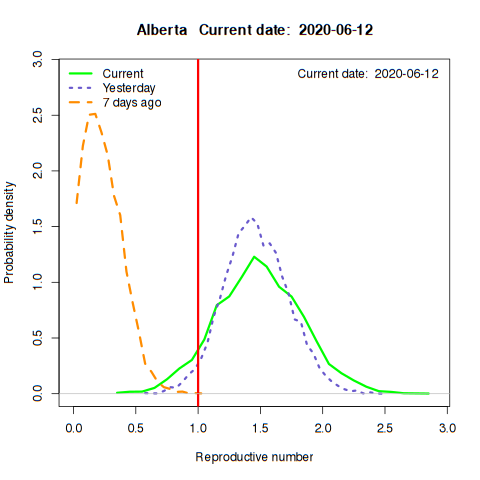 Alberta Current date: 2020-06-12
Current date: 2020-06-12
Current
Yesterday
7 days ago
Probability density
3.0
2.5
2.0
1.5
1.0
0.5
0.0
0.0 0.5 1.0 1.5 2.0 2.5 3.0
Reproductive number